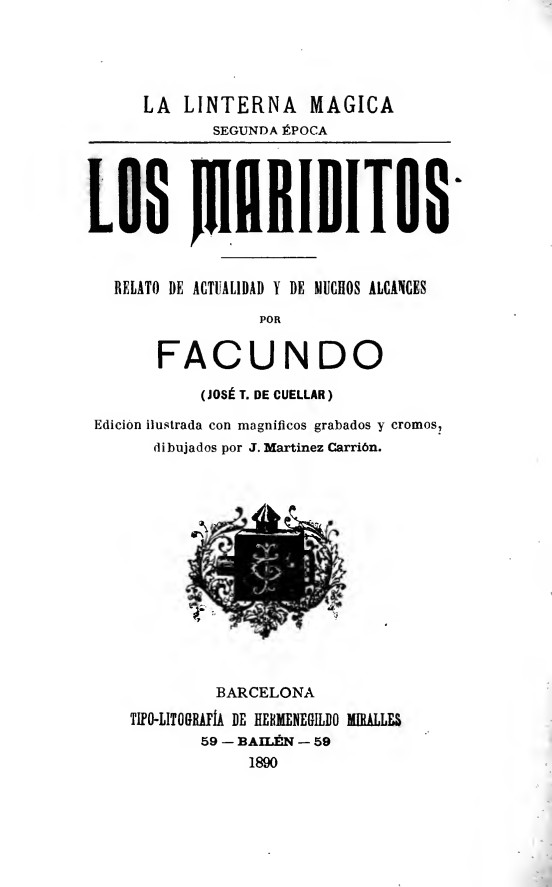 LA LINTERNA MAGICA
SEGUNDA ÉPOCA
LOS MARIDITOS
RELATO DE ACTUALIDAD Y DE MUCHOS ALCANCES
POR
FACUNDO
(JOSÉ T. DE CUELLAR)
Edición ilustrada con magníficos grabados y cromos,
dibujados por J. Martinez Carrión.
BARCELONA
TIPO-LITOGRAFÍA DE HERMENEGILDO MIRALLES
59 — BAILÉN — 59
1890